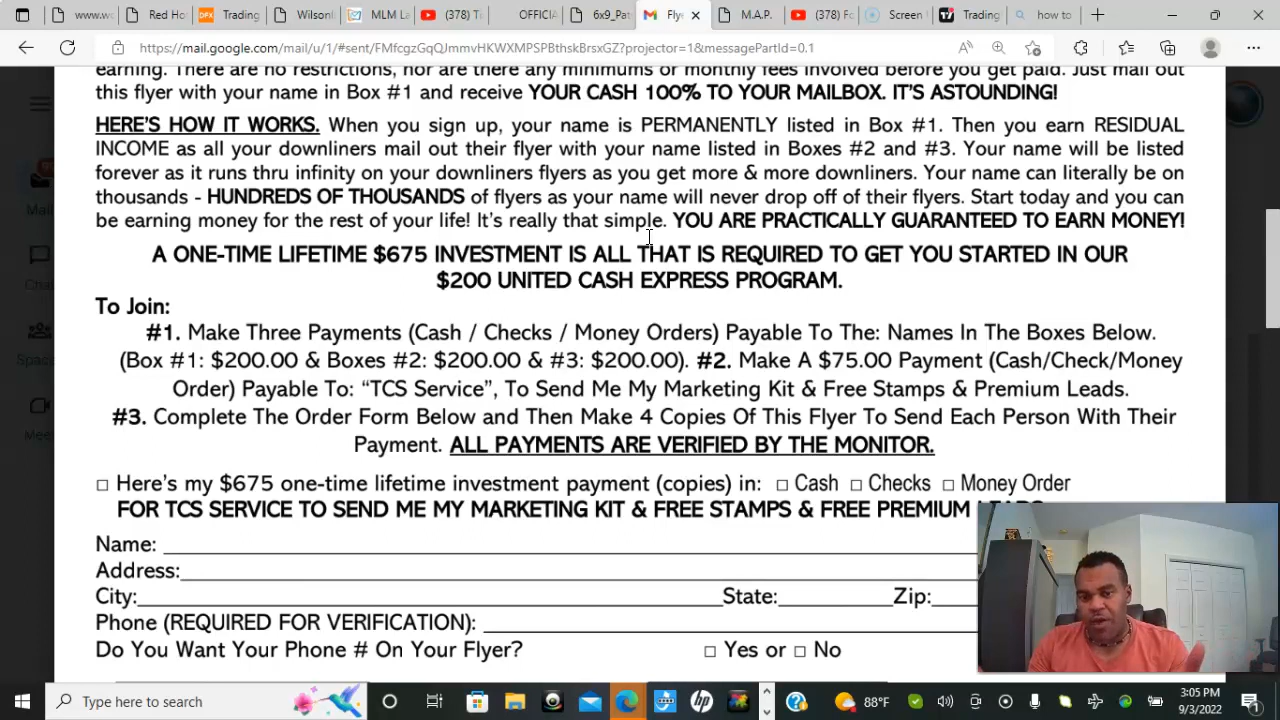 www.wo
Red Ho
Trading
Wilson
MLM La
(378) T
OFFICIA
6x9_Pat
Flye
M.A.P.
(378) Fo
Screen
Trading
how to
https://mail.google.com/mail/u/1/#sent/FMfcgzGqQJmmvHKWXMPSPBthskBrsxGZ?projector=1&messagePartId=0.1
earning. There are no restrictions, nor are there any minimums or monthly fees involved before you get paid. Just mail out
this flyer with your name in Box #1 and receive YOUR CASH 100% TO YOUR MAILBOX. IT'S ASTOUNDING!
HERE'S HOW IT WORKS. When you sign up, your name is PERMANENTLY listed in Box #1. Then you earn RESIDUAL
INCOME as all your downliners mail out their flyer with your name listed in Boxes #2 and #3. Your name will be listed
forever as it runs thru infinity on your downliners flyers as you get more & more downliners. Your name can literally be on
thousands - HUNDREDS OF THOUSANDS of flyers as your name will never drop off of their flyers. Start today and you can
be earning money for the rest of your life! It's really that simple. YOU ARE PRACTICALLY GUARANTEED TO EARN MONEY!
A ONE-TIME LIFETIME $675 INVESTMENT IS ALL THAT IS REQUIRED TO GET YOU STARTED IN OUR
$200 UNITED CASH EXPRESS PROGRAM.
To Join:
#1. Make Three Payments (Cash / Checks / Money Orders) Payable To The: Names In The Boxes Below.
(Box #1: $200.00 & Boxes #2: $200.00 & #3: $200.00). #2. Make A $75.00 Payment (Cash/Check/Money
Order) Payable To: "TCS Service", To Send Me My Marketing Kit & Free Stamps & Premium Leads.
#3. Complete The Order Form Below and Then Make 4 Copies Of This Flyer To Send Each Person With Their
Payment. ALL PAYMENTS ARE VERIFIED BY THE MONITOR.
□ Here's my $675 one-time lifetime investment payment (copies) in: □ Cash □ Checks □ Money Order
FOR TCS SERVICE TO SEND ME MY MARKETING KIT & FREE STAMPS & FREE PREMIUM LEADS
Name:
Address:
City: State: Zip:
Phone (REQUIRED FOR VERIFICATION):
Do You Want Your Phone # On Your Flyer? □ Yes or □ No
Mail
Cha
Space
Mee
Type here to search
88°F
3:05 PM
9/3/2022